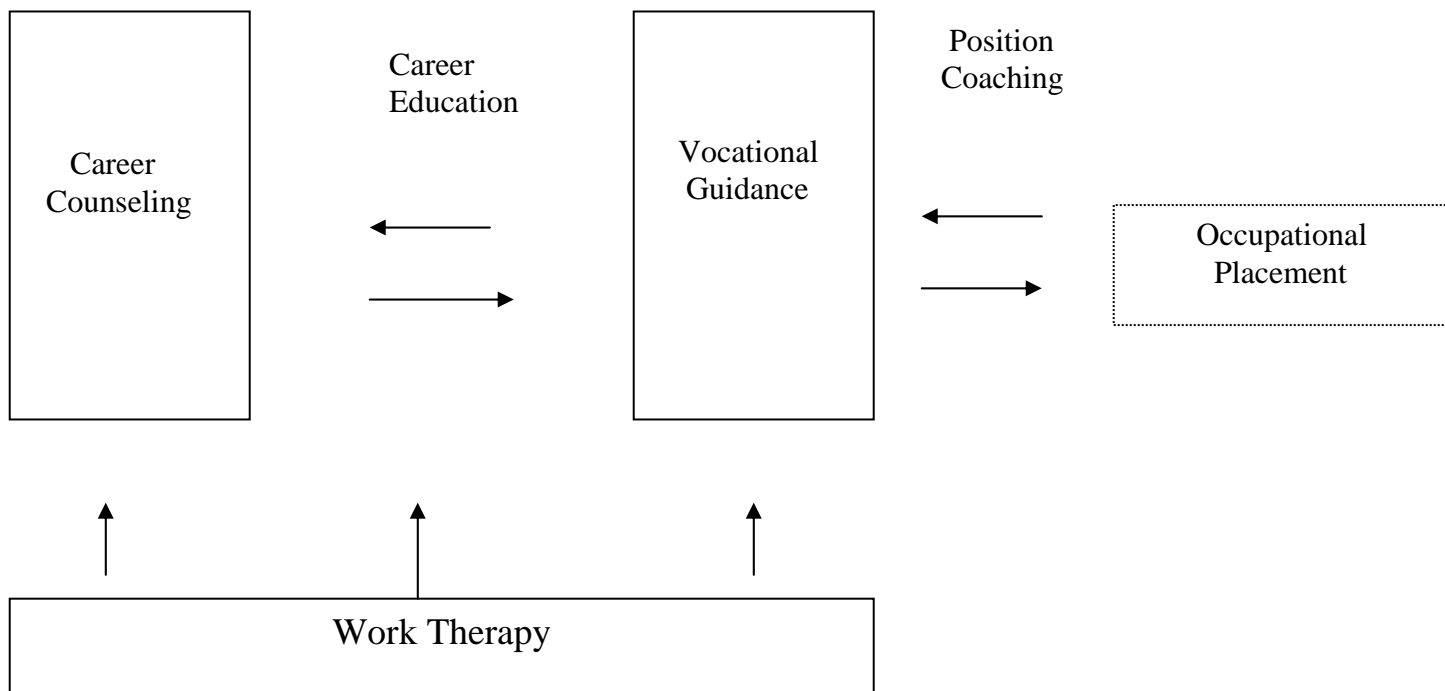 Career
Counseling
Career
Education
Vocational
Guidance
Position
Coaching
Occupational
Placement
Work Therapy